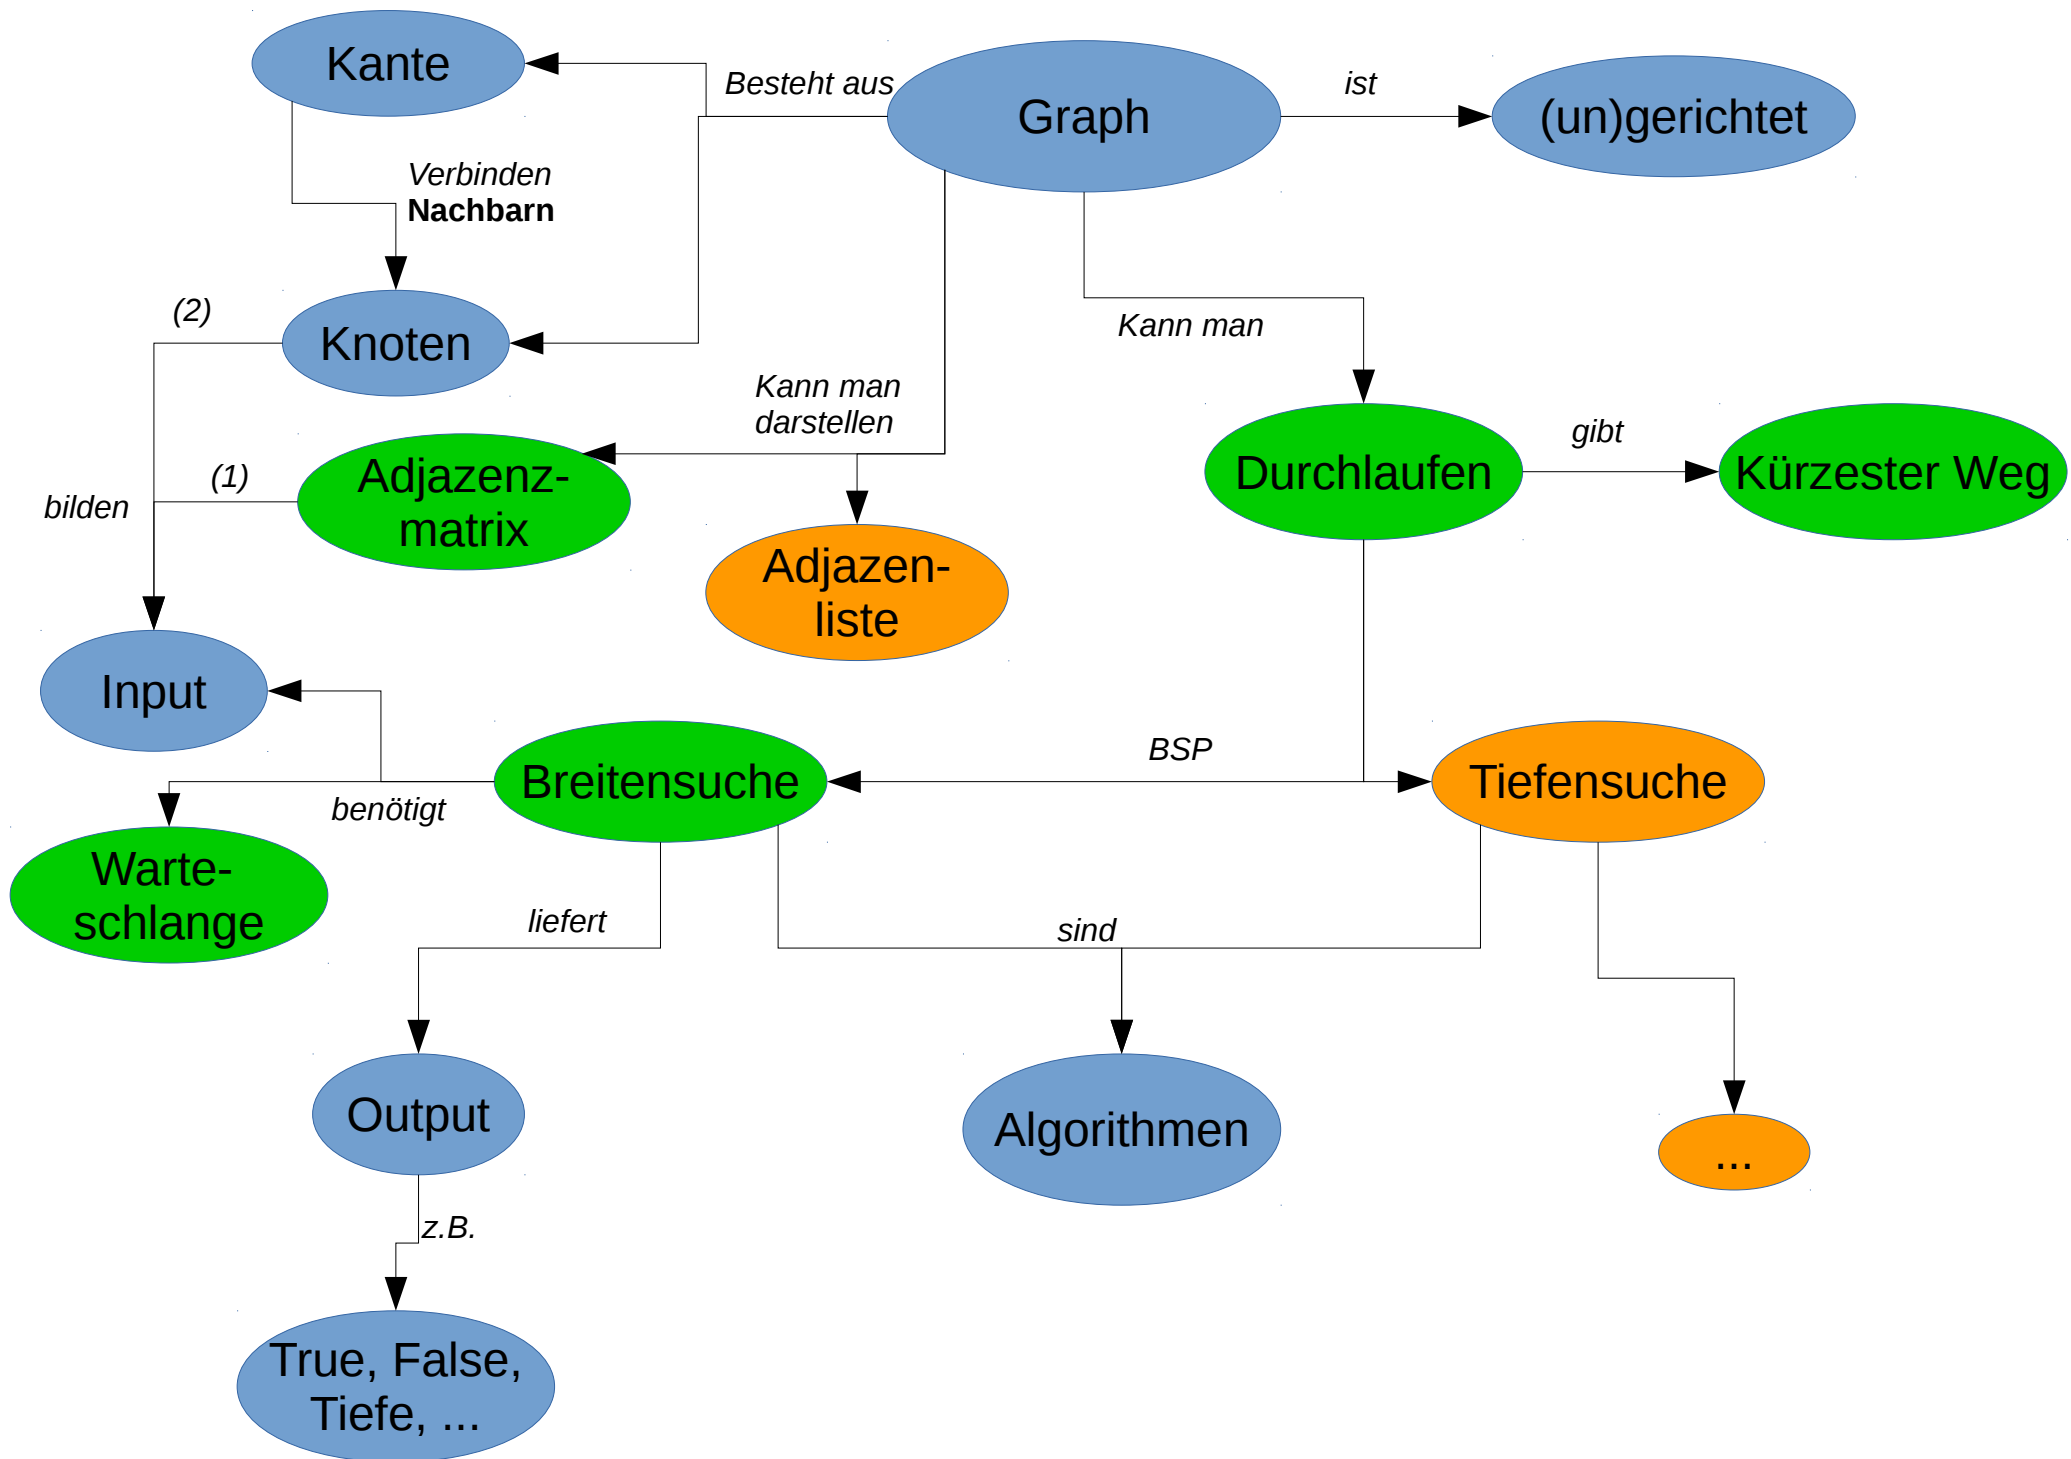 Kante
Besteht aus
Graph
ist
(un)gerichtet
Verbinden
Nachbarn
(2)
Knoten
Kann man
Kann man
darstellen
(1)
Adjazenz-
matrix
bilden
Durchlaufen
gibt
Kürzester Weg
Adjazen-
liste
Input
Breitensuche
BSP
Tiefensuche
benötigt
Warte-
schlange
liefert
sind
Output
Algorithmen
...
z.B.
True, False,
Tiefe, ...